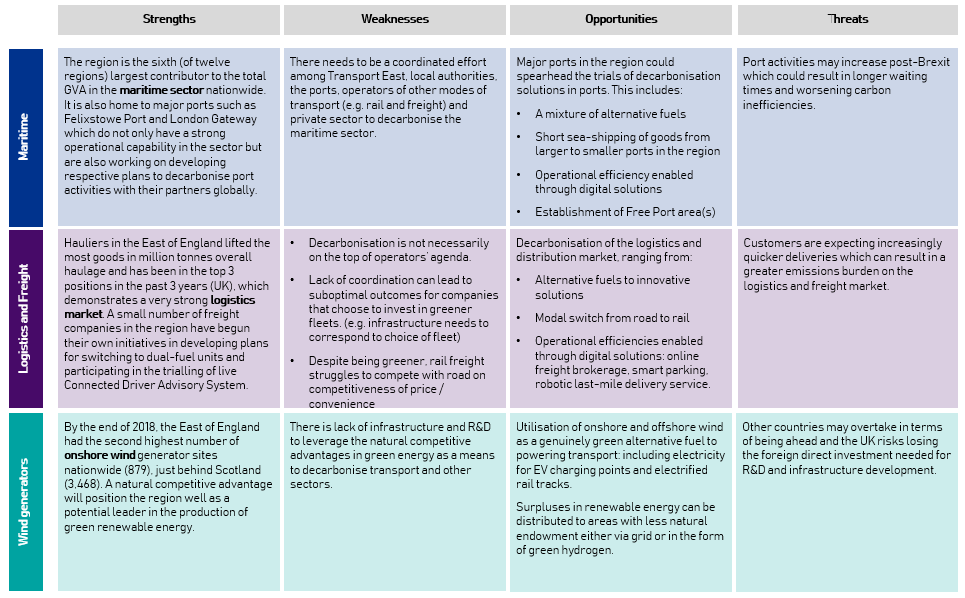 Strengths
Weaknesses
Opportunities
Threats
Maritime
The region is the sixth (of twelve
regions) largest contributor to the total
GVA in the maritime sector nationwide.
It is also home to major ports such as
Felixstowe Port and London Gateway
which do not only have a strong
operational capability in the sector but
are also working on developing
respective plans to decarbonise port
activities with their partners globally.
There needs to be a coordinated effort
among Transport East, local authorities,
the ports, operators of other modes of
transport (e.g. rail and freight) and
private sector to decarbonise the
maritime sector.
Major ports in the region could
spearhead the trials of decarbonisation
solutions in ports. This includes:
• A mixture of alternative fuels
• Short sea-shipping of goods from
larger to smaller ports in the region
• Operational efficiency enabled
through digital solutions
• Establishment of Free Port area(s)
Port activities may increase post-Brexit
which could result in longer waiting
times and worsening carbon
inefficiencies.
Logistics and Freight
Hauliers in the East of England lifted the
most goods in million tonnes overall
haulage and has been in the top 3
positions in the past 3 years (UK), which
demonstrates a very strong logistics
market. A small number of freight
companies in the region have begun
their own initiatives in developing plans
for switching to dual-fuel units and
participating in the trialling of live
Connected Driver Advisory System.
• Decarbonisation is not necessarily
on the top of operators' agenda.
• Lack of coordination can lead to
suboptimal outcomes for companies
that choose to invest in greener
fleets. (e.g. infrastructure needs to
correspond to choice of fleet)
• Despite being greener, rail freight
struggles to compete with road on
competitiveness of price /
convenience
Decarbonisation of the logistics and
distribution market, ranging from:
• Alternative fuels to innovative
solutions
• Modal switch from road to rail
• Operational efficiencies enabled
through digital solutions: online
freight brokerage, smart parking,
robotic last-mile delivery service.
Customers are expecting increasingly
quicker deliveries which can result in a
greater emissions burden on the
logistics and freight market.
Wind generators
By the end of 2018, the East of England
had the second highest number of
onshore wind generator sites
nationwide (879), just behind Scotland
(3,468). A natural competitive advantage
will position the region well as a
potential leader in the production of
green renewable energy.
There is lack of infrastructure and R&D
to leverage the natural competitive
advantages in green energy as a means
to decarbonise transport and other
sectors.
Utilisation of onshore and offshore wind
as a genuinely green alternative fuel to
powering transport: including electricity
for EV charging points and electrified
rail tracks.
Surpluses in renewable energy can be
distributed to areas with less natural
endowment either via grid or in the form
of green hydrogen.
Other countries may overtake in terms
of being ahead and the UK risks losing
the foreign direct investment needed for
R&D and infrastructure development.